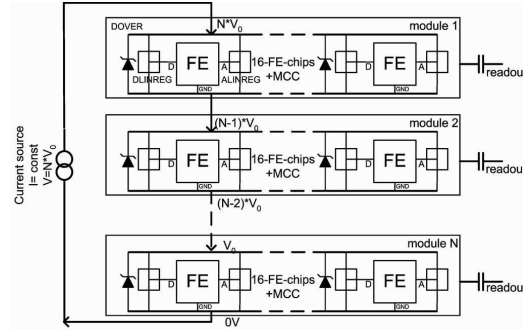 DOVER
N*V0
module 1
D
FE
A
DLINREG
ALINREG
GND
16-FE-chips
+MCC
D
FE
A
GND
readou
(N-1)*V0
module 2
D
FE
A
GND
16-FE-chips
+MCC
D
FE
A
GND
readou
(N-2)*V0
Current source
I= const
V=N*V0
V0
module N
D
FE
A
GND
16-FE-chips
+MCC
D
FE
A
GND
readou
0V